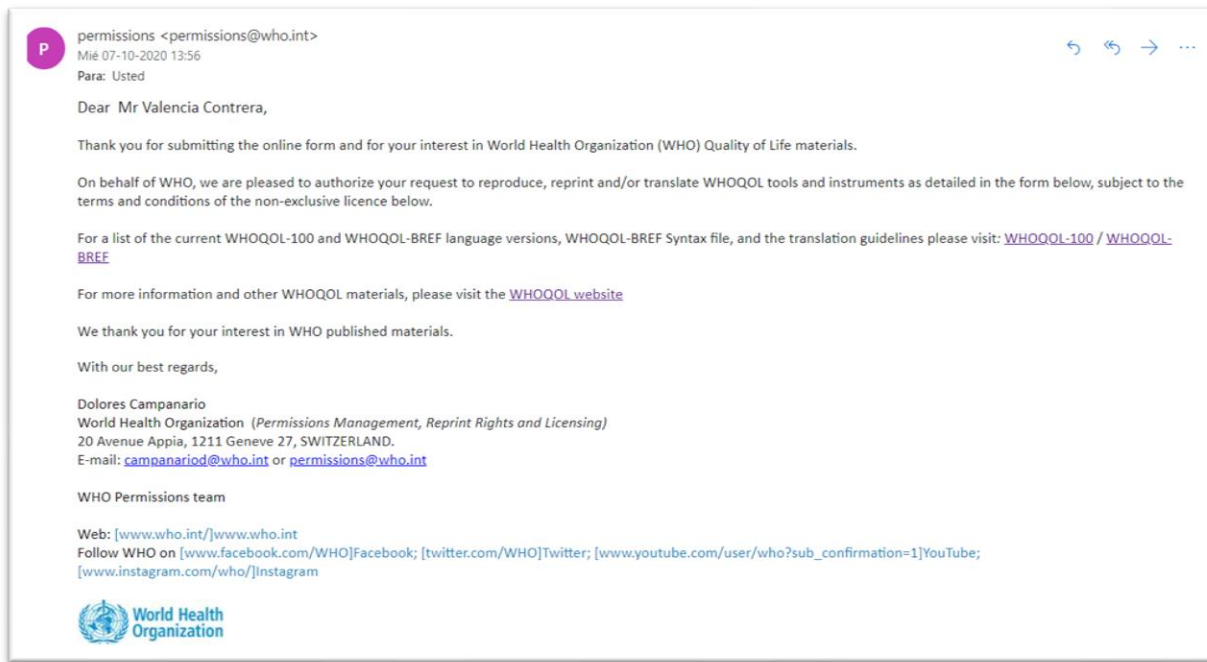 P
permissions <permissions@who.int>
Mié 07-10-2020 13:56
Para: Usted
Dear  Mr Valencia Contrera,
Thank you for submitting the online form and for your interest in World Health Organization (WHO) Quality of Life materials.
On behalf of WHO, we are pleased to authorize your request to reproduce, reprint and/or translate WHOQOL tools and instruments as detailed in the form below, subject to the
terms and conditions of the non-exclusive licence below.
For a list of the current WHOQOL-100 and WHOQOL-BREF language versions, WHOQOL-BREF Syntax file, and the translation guidelines please visit: WHOQOL-100 / WHOQOL-
BREF
For more information and other WHOQOL materials, please visit the WHOQOL website
We thank you for your interest in WHO published materials.
With our best regards,
Dolores Campanario
World Health Organization  (Permissions Management, Reprint Rights and Licensing)
20 Avenue Appia, 1211 Geneve 27, SWITZERLAND.
E-mail: campanariod@who.int or permissions@who.int
WHO Permissions team
Web: [www.who.int/]www.who.int
Follow WHO on [www.facebook.com/WHO]Facebook; [twitter.com/WHO]Twitter; [www.youtube.com/user/who?sub_confirmation=1]YouTube;
[www.instagram.com/who/]Instagram
World Health
Organization